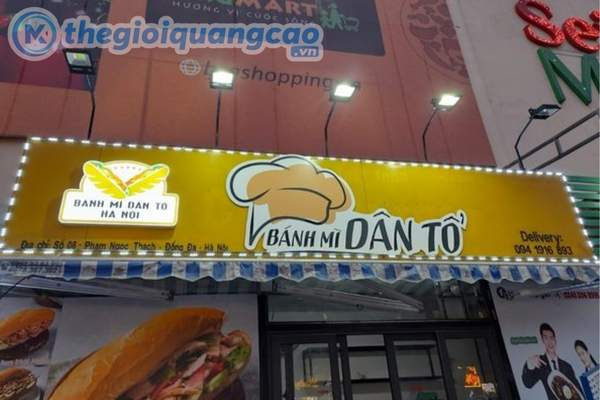 thegioiquangcao
.vn
MART
HƯƠNG VỊ CUỘC SỐNG
BÁNH MÌ DÂN TỔ
HÀ NỘI
BÁNH MÌ DÂN TỔ
Địa chỉ: Số 08 - Phạm Ngọc Thạch - Đống Đa - Hà Nội
Delivery:
094 1916 893